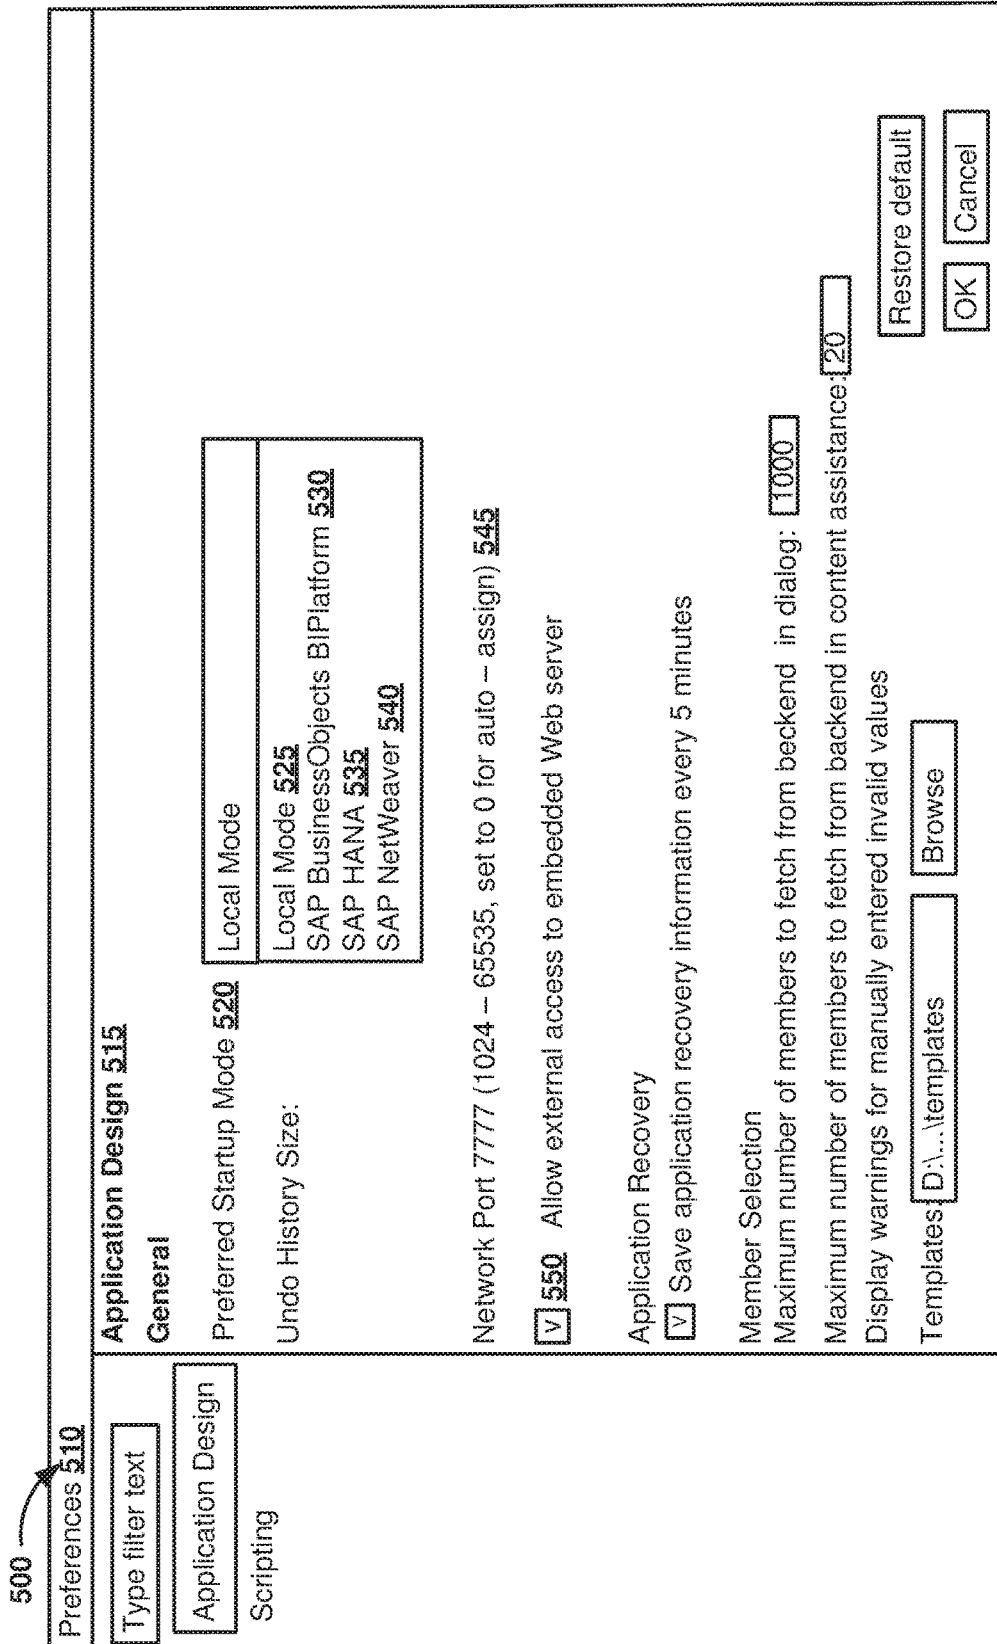 500
Preferences 510
Type filter text
Application Design
Scripting
Application Design 515
General
Preferred Startup Mode 520
Local Mode
Local Mode 525
SAP BusinessObjects BIPlatform 530
SAP HANA 535
SAP NetWeaver 540
Undo History Size:
Network Port 7777 (1024 – 65535, set to 0 for auto – assign) 545
V 550 Allow external access to embedded Web server
Application Recovery
V Save application recovery information every 5 minutes
Member Selection
Maximum number of members to fetch from beckend in dialog: 1000
Maximum number of members to fetch from backend in content assistance: 20
Display warnings for manually entered invalid values
Templates: D:\...\templates Browse
Restore default
OK Cancel